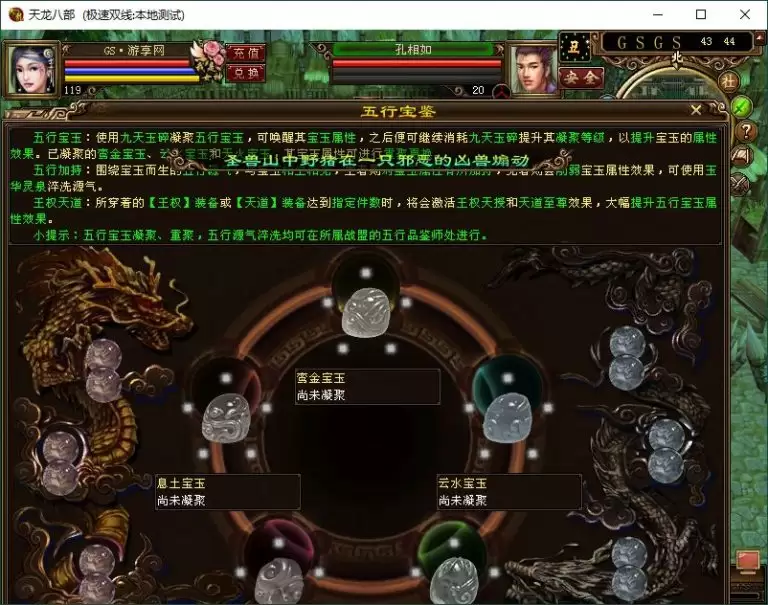 天龙八部 (极速双线:本地测试)
GS·游享网
充值
兑换
119
孔相如
20
丑
安全
GSGS 43 44
北
社
五行宝鉴
五行宝玉：使用九天玉碎凝聚五行宝玉，可唤醒其宝玉属性，之后便可继续消耗九天玉碎提升其凝聚等级，以提升宝玉的属性
效果。已凝聚的銮金宝玉、
圣兽山中野猪在一只邪恶的凶兽煽动
五行加持：围绕宝玉而生的
宝玉属性效果，可使用玉
华灵泉淬洗源气。
王权天道：所穿着的【王权】装备或【天道】装备达到指定件数时，将会激活王权天授和天道至尊效果，大幅提升五行宝玉属
性效果。
小提示：五行宝玉凝聚、重聚，五行源气淬洗均可在所属战盟的五行品鉴师处进行。
銮金宝玉
尚未凝聚
息土宝玉
尚未凝聚
云水宝玉
尚未凝聚